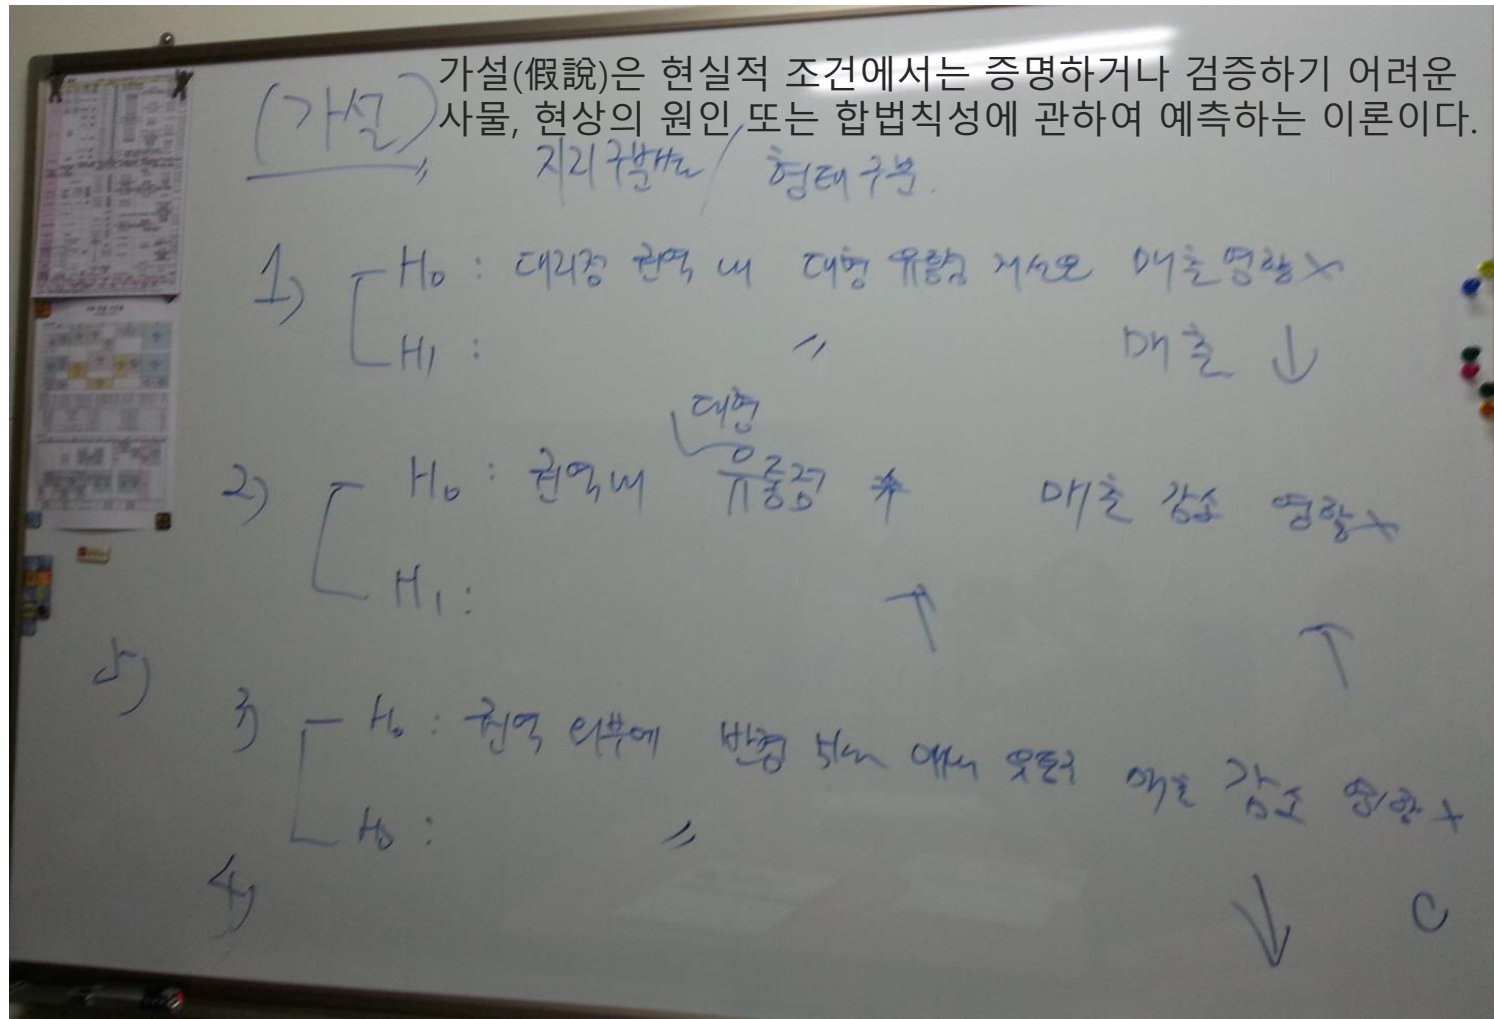 가설(假說)은 현실적 조건에서는 증명하거나 검증하기 어려운
사물, 현상의 원인 또는 합법칙성에 관하여 예측하는 이론이다.
(가설)
지리구분 / 형태구분.
1) H₀ : 대리점 권역 내 대형 유통점 매출영향 X
H₁ : 〃 매출 ↓
대형
2) H₀ : 권역내 유통점 수 매출 감소 영향 X
H₁ : ↑ ↑
5)
3) H₀ : 권역 외부에 반경 매출 감소 영향 X
H₀ : 〃 ↓
4)